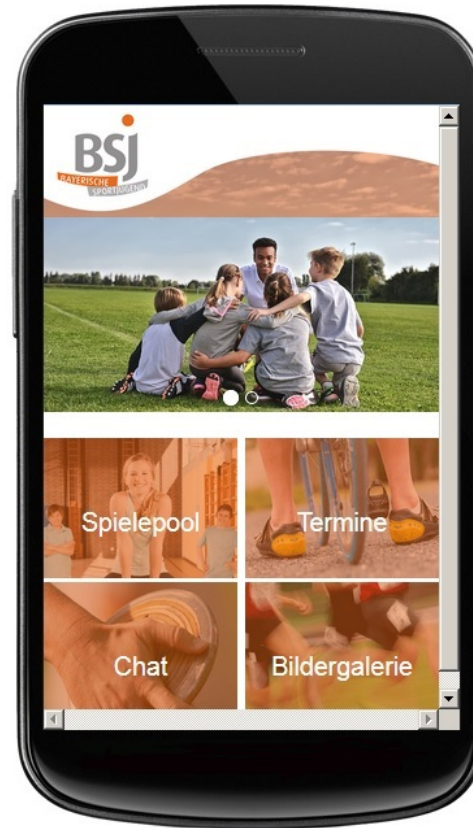 BSJ
BAYERISCHE
SPORTJUGEND
Spielepool
Termine
Chat
Bildergalerie